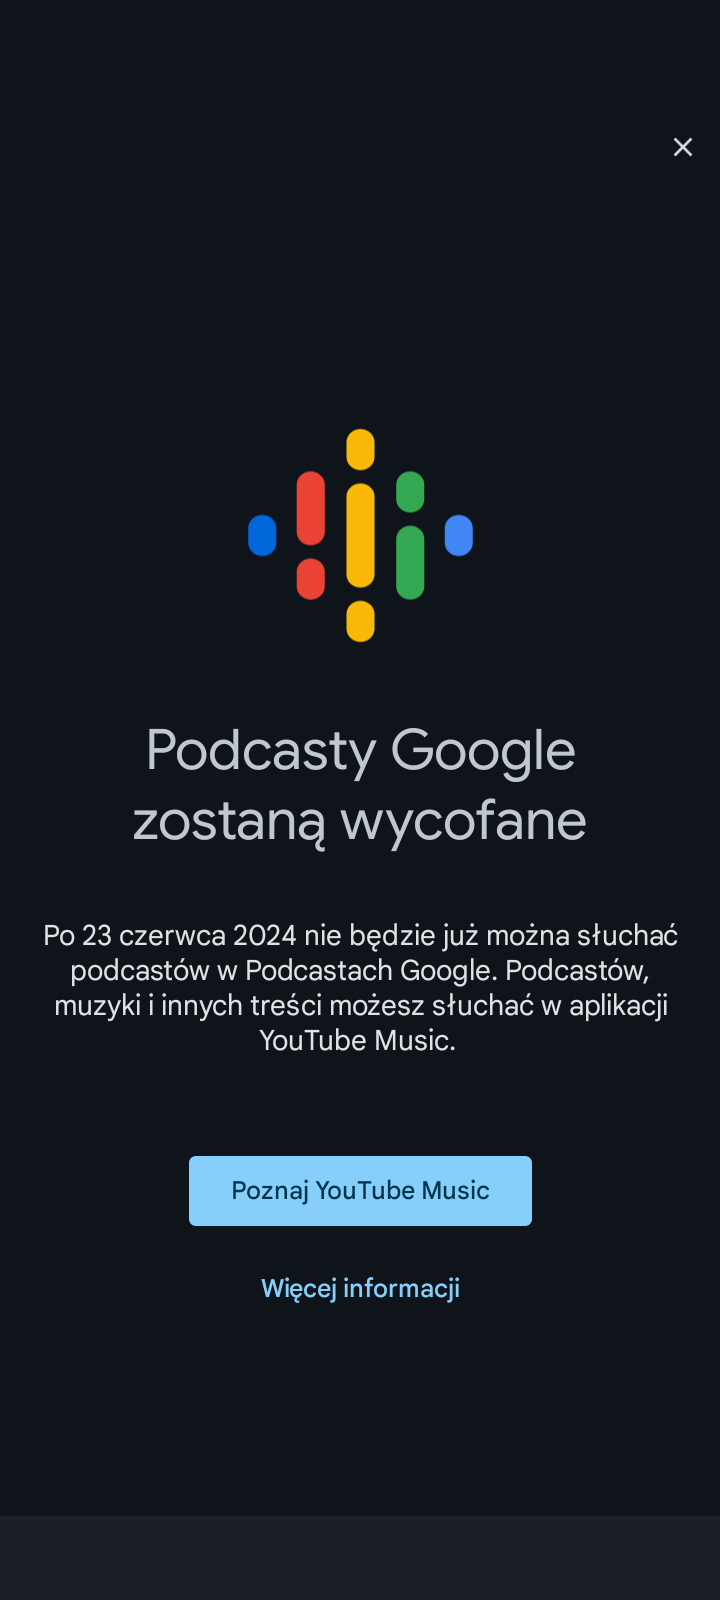 Podcasty Google
zostaną wycofane
Po 23 czerwca 2024 nie będzie już można słuchać
podcastów w Podcastach Google. Podcastów,
muzyki i innych treści możesz słuchać w aplikacji
YouTube Music.
Poznaj YouTube Music
Więcej informacji